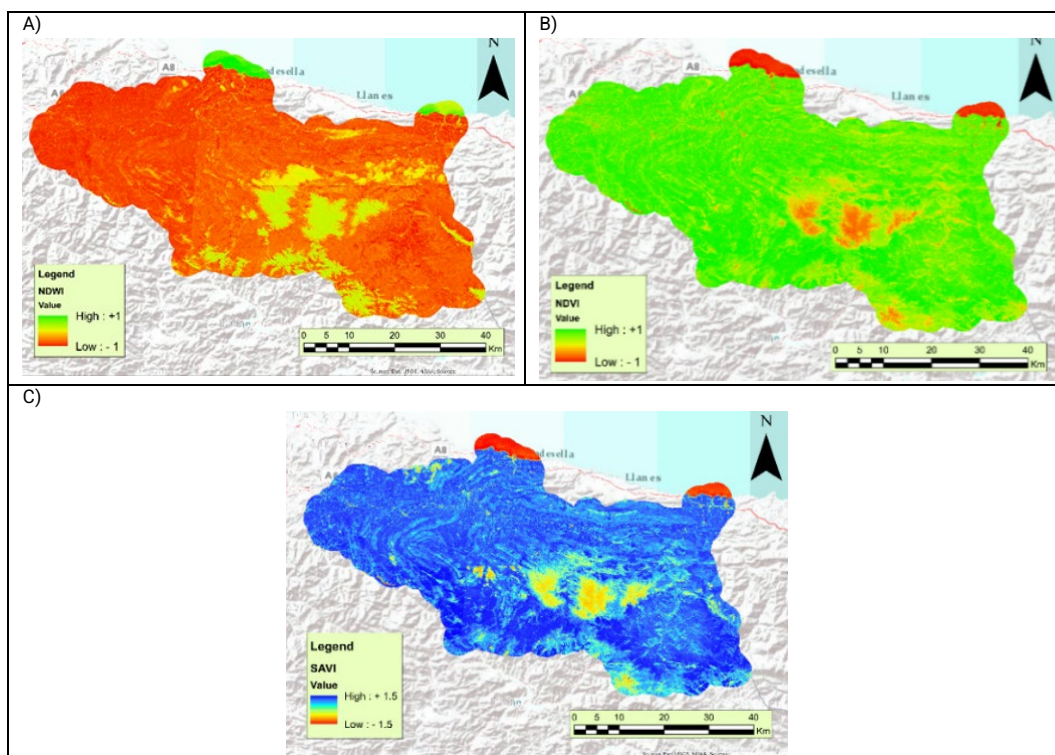 A)
N
A8
desella
Llanes
Legend
NDWI
Value
High : +1
Low : - 1
0 5 10 20 30 40
Km
B)
N
A8
desella
Llanes
Legend
NDVI
Value
High : +1
Low : - 1
0 5 10 20 30 40
Km
C)
N
A8
desella
Llanes
Legend
SAVI
Value
High : + 1.5
Low : - 1.5
0 5 10 20 30 40
Km